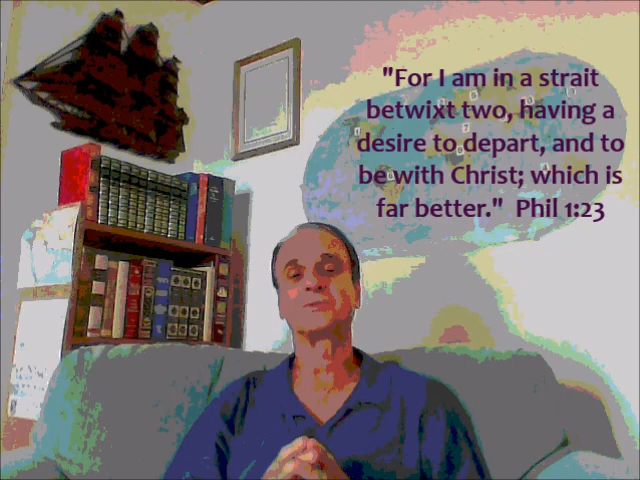 "For I am in a strait
betwixt two, having a
desire to depart, and to
be with Christ; which is
far better."  Phil 1:23